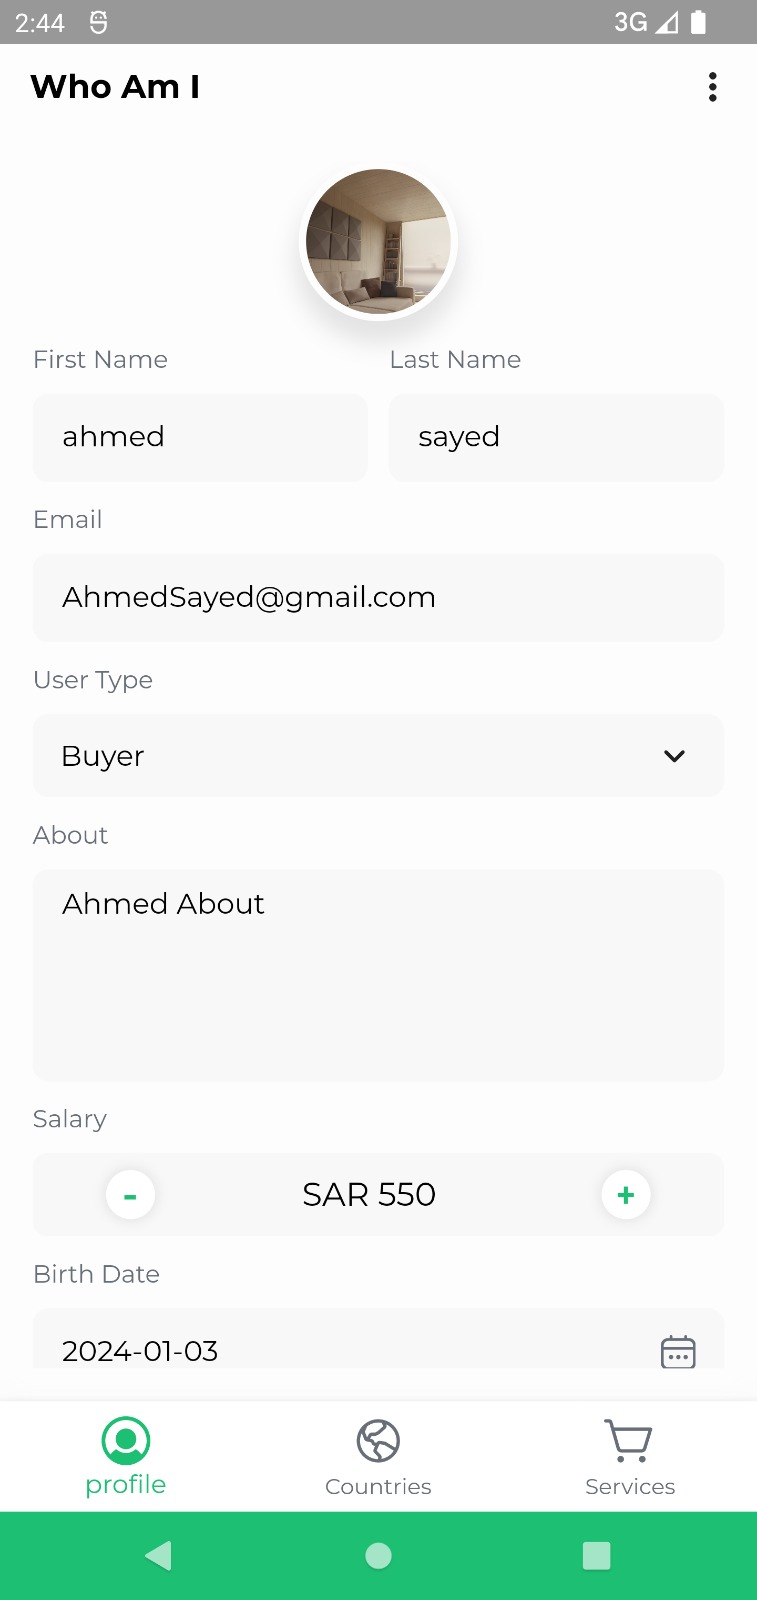 2:44 3G
Who Am I
First Name Last Name
ahmed sayed
Email
AhmedSayed@gmail.com
User Type
Buyer
About
Ahmed About
Salary
- SAR 550 +
Birth Date
2024-01-03
profile Countries Services